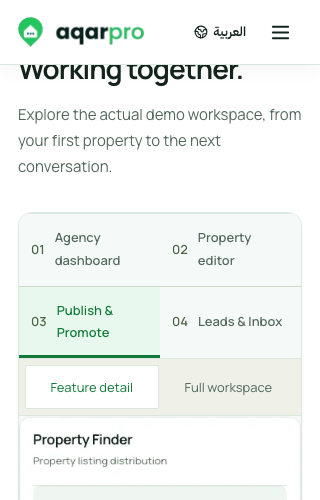 aqarpro
العربية
Working together.
Explore the actual demo workspace, from
your first property to the next
conversation.
01 Agency dashboard
02 Property editor
03 Publish & Promote
04 Leads & Inbox
Feature detail
Full workspace
Property Finder
Property listing distribution